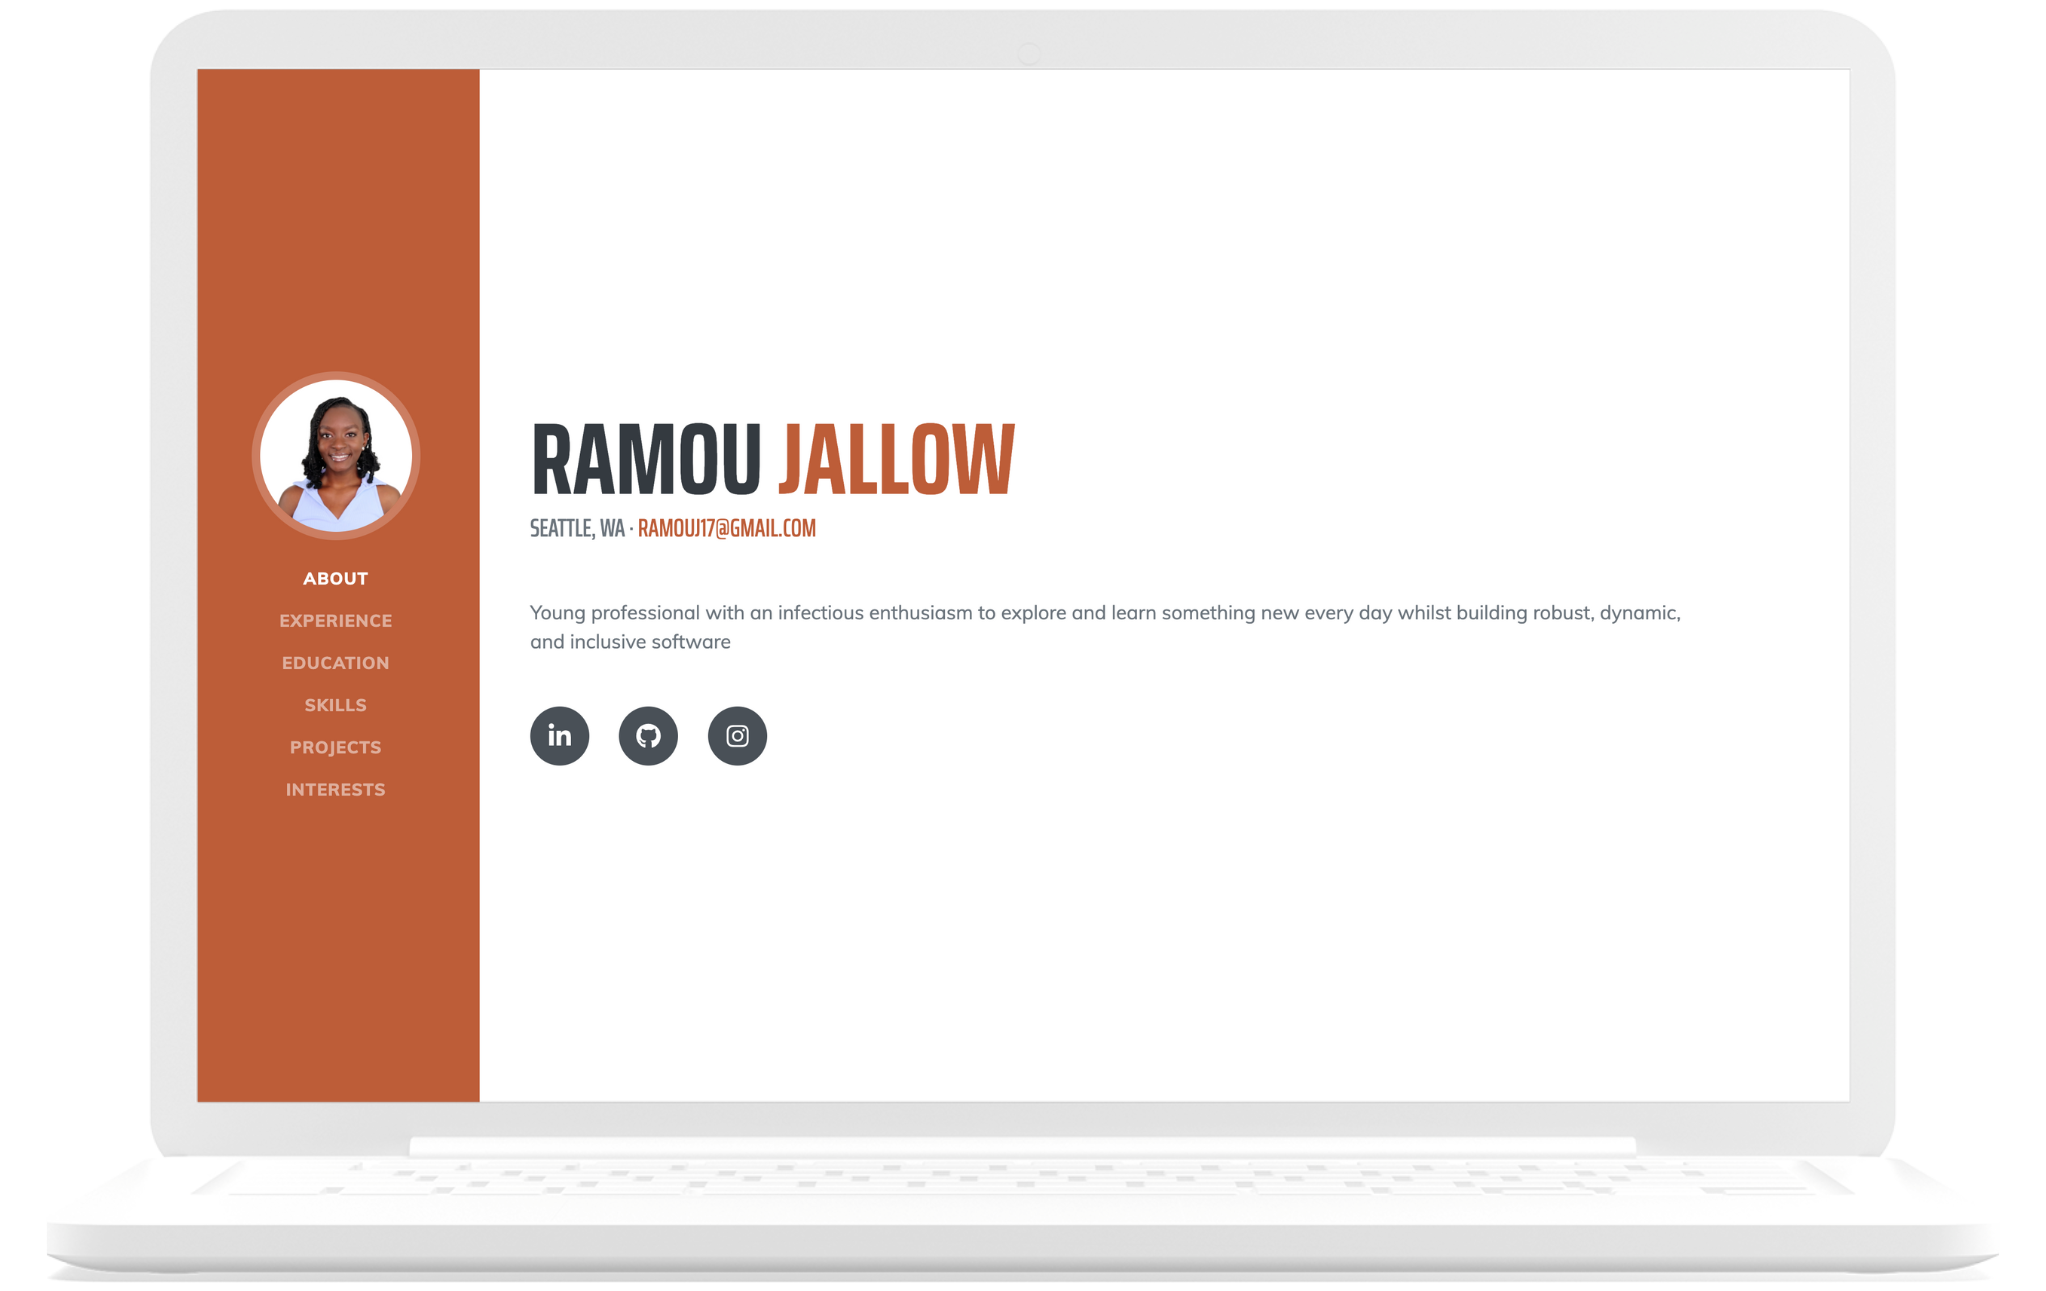 ABOUT
EXPERIENCE
EDUCATION
SKILLS
PROJECTS
INTERESTS
RAMOU JALLOW
SEATTLE, WA · RAMOUJ17@GMAIL.COM
Young professional with an infectious enthusiasm to explore and learn something new every day whilst building robust, dynamic,
and inclusive software
in